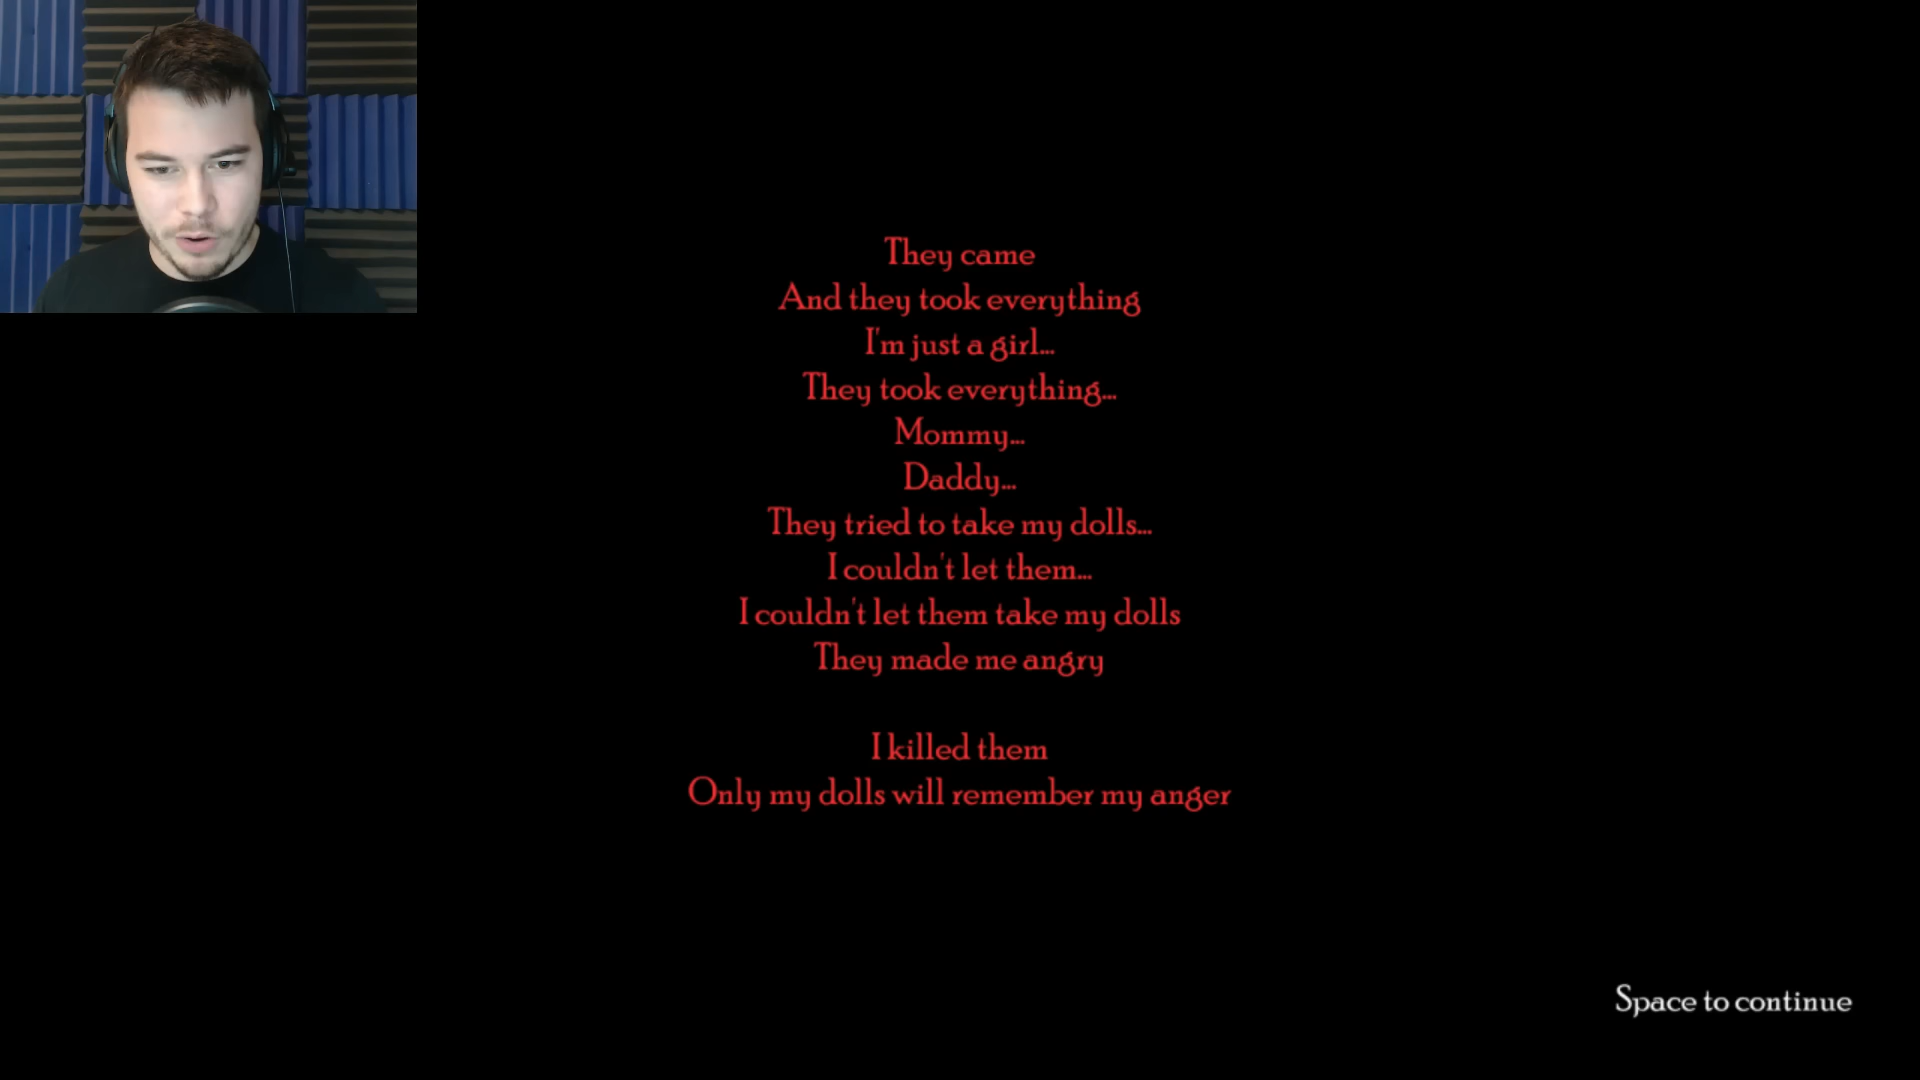 They came
And they took everything
I'm just a girl...
They took everything...
Mommy...
Daddy...
They tried to take my dolls...
I couldn't let them...
I couldn't let them take my dolls
They made me angry
I killed them
Only my dolls will remember my anger
Space to continue